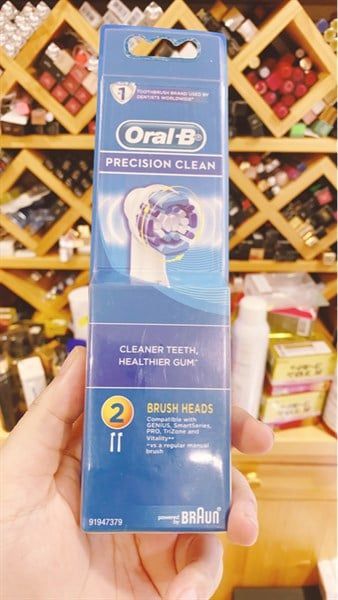 1
TOOTHBRUSH BRAND USED BY
DENTISTS WORLDWIDE*
Oral-B®
PRECISION CLEAN
CLEANER TEETH,
HEALTHIER GUM*
2
BRUSH HEADS
Compatible with
GENIUS, SmartSeries,
PRO, TriZone and
Vitality**
*vs a regular manual
brush
91947379
powered by
BRAUN